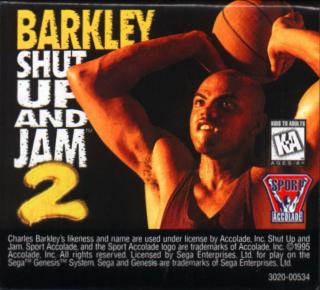 BARKLEY
SHUT
UP
AND
JAM™
2
KIDS TO ADULTS
K·A
AGES 6+
SPORT
ACCOLADE
Charles Barkley's likeness and name are used under license by Accolade, Inc. Shut Up and
Jam. Sport Accolade, and the Sport Accolade logo are trademarks of Accolade, Inc. ©1995
Accolade, Inc. All rights reserved. Licensed by Sega Enterprises, Ltd. for play on the
Sega™ Genesis™ System. Sega and Genesis are trademarks of Sega Enterprises, Ltd.
3020-00534